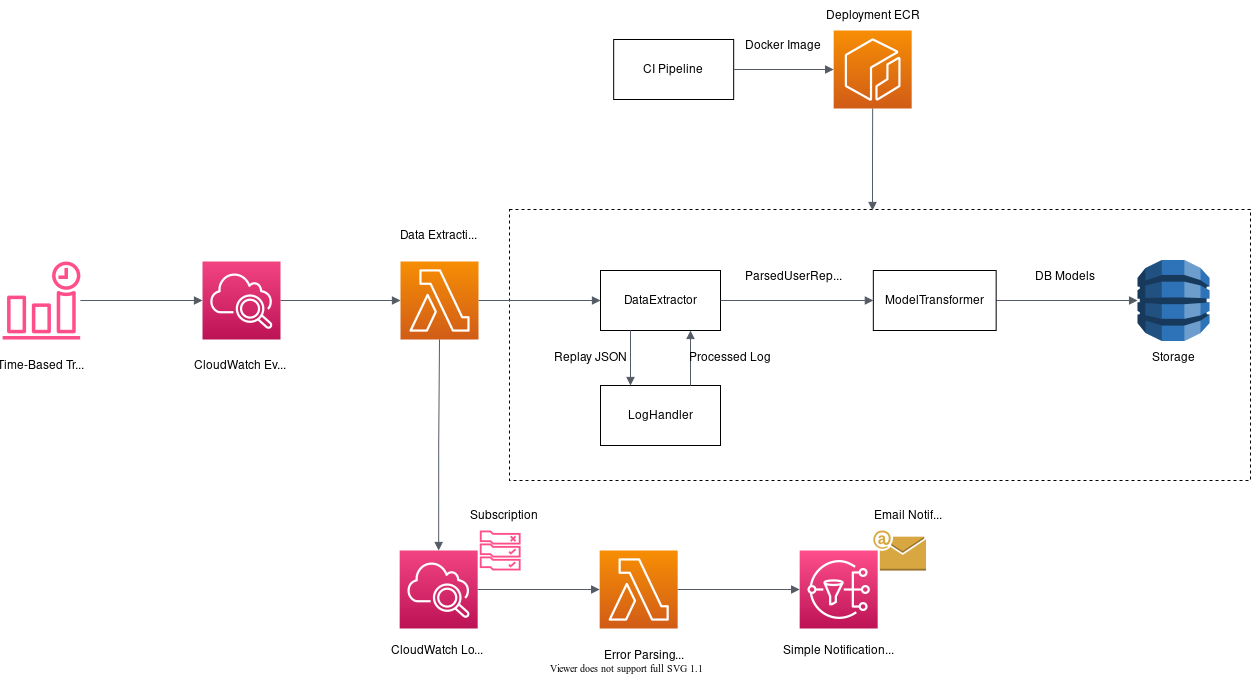 Deployment ECR
CI Pipeline
Docker Image
Data Extracti...
DataExtractor
ParsedUserRep...
ModelTransformer
DB Models
Storage
Replay JSON
Processed Log
Time-Based Tr...
CloudWatch Ev...
LogHandler
Subscription
Email Notif...
@
CloudWatch Lo...
Error Parsing...
Simple Notification...
Viewer does not support full SVG 1.1